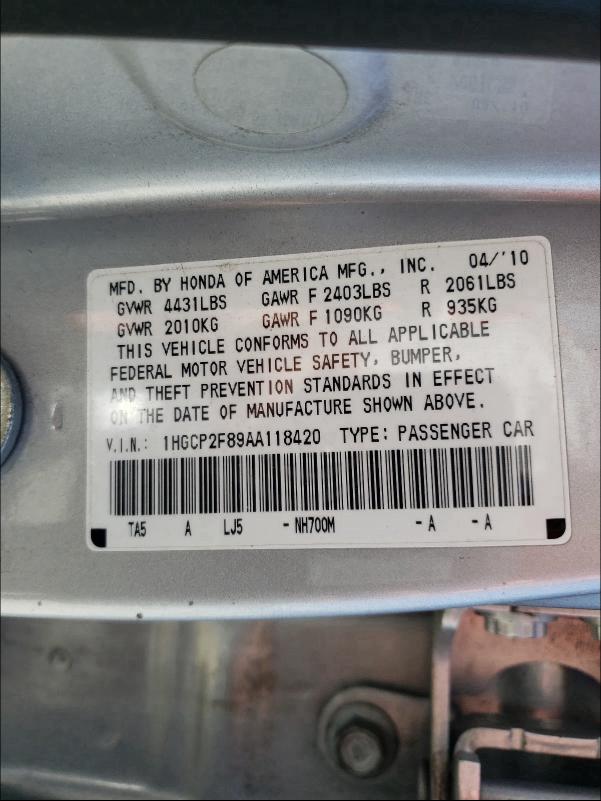 MFD. BY HONDA OF AMERICA MFG., INC. 04/'10
GVWR 4431LBS GAWR F 2403LBS R 2061LBS
GVWR 2010KG GAWR F 1090KG R 935KG
THIS VEHICLE CONFORMS TO ALL APPLICABLE
FEDERAL MOTOR VEHICLE SAFETY, BUMPER,
AND THEFT PREVENTION STANDARDS IN EFFECT
ON THE DATE OF MANUFACTURE SHOWN ABOVE.
V.I.N.: 1HGCP2F89AA118420 TYPE: PASSENGER CAR
TA5 A LJ5 -NH700M -A -A